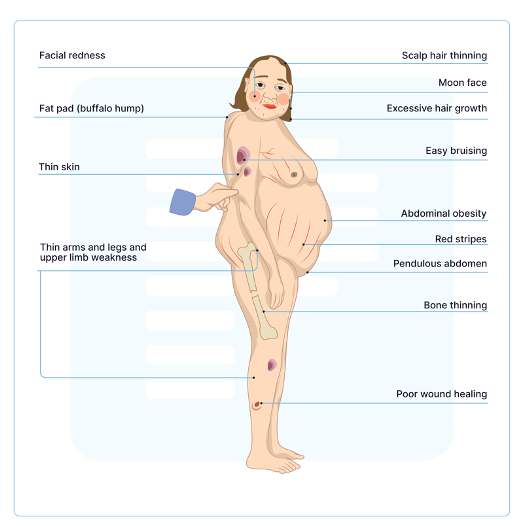 Facial redness
Fat pad (buffalo hump)
Thin skin
Thin arms and legs and
upper limb weakness
Scalp hair thinning
Moon face
Excessive hair growth
Easy bruising
Abdominal obesity
Red stripes
Pendulous abdomen
Bone thinning
Poor wound healing